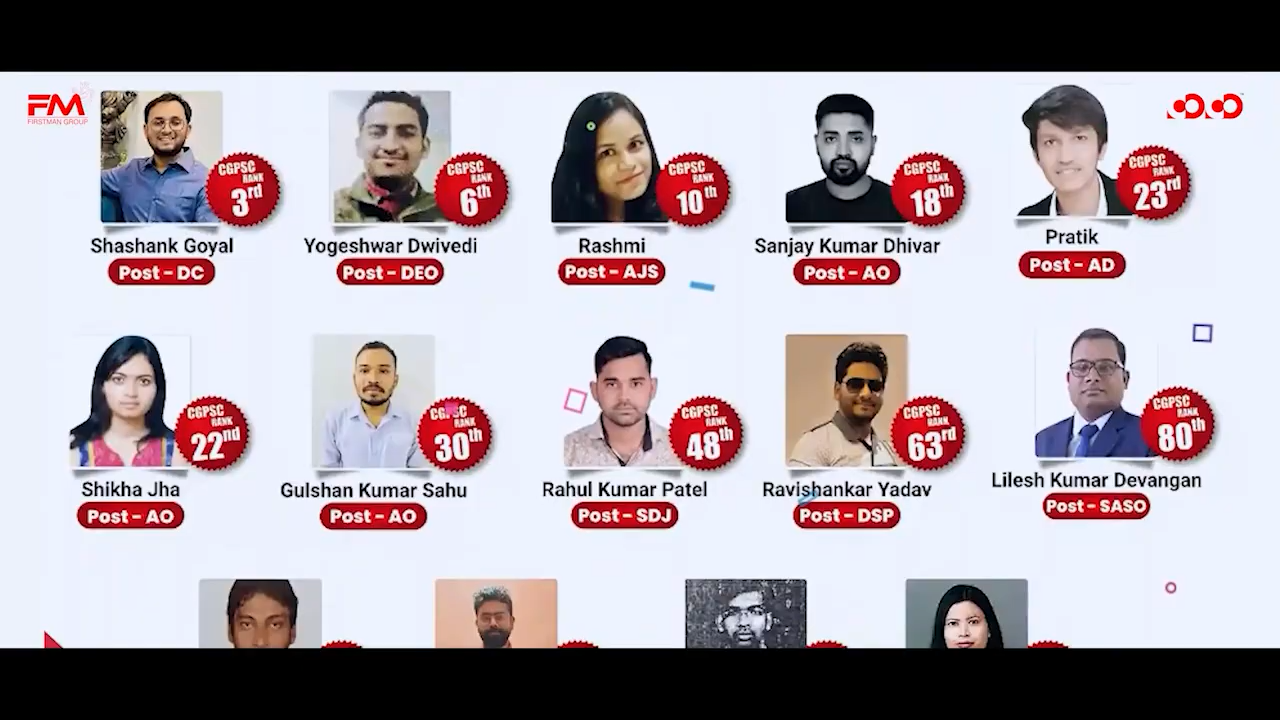 FM
FIRSTMAN GROUP
CGPSC
RANK
3rd
CGPSC
RANK
6th
CGPSC
RANK
10th
CGPSC
RANK
18th
CGPSC
RANK
23rd
Shashank Goyal
Yogeshwar Dwivedi
Rashmi
Sanjay Kumar Dhivar
Pratik
Post - DC
Post - DEO
Post - AJS
Post - AO
Post - AD
CGPSC
RANK
22nd
CGPSC
RANK
30th
CGPSC
RANK
48th
CGPSC
RANK
63rd
CGPSC
RANK
80th
Shikha Jha
Gulshan Kumar Sahu
Rahul Kumar Patel
Ravishankar Yadav
Lilesh Kumar Devangan
Post - AO
Post - AO
Post - SDJ
Post - DSP
Post - SASO